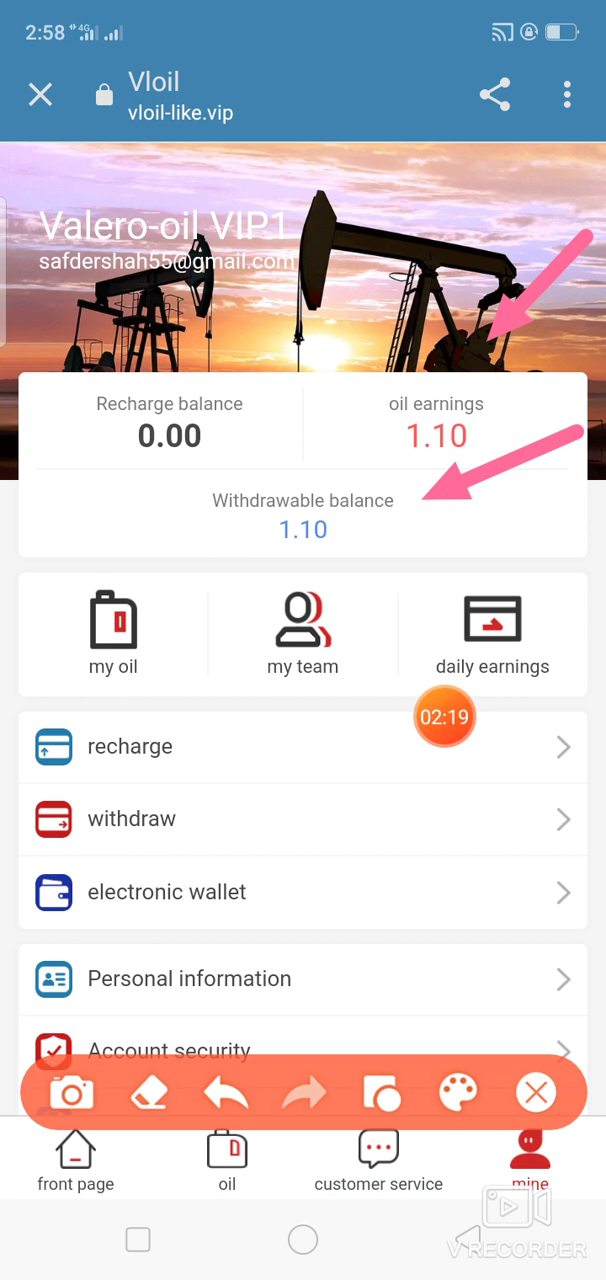 2:58 4G
Vloil
vloil-like.vip
Valero-oil VIP1
safdershah55@gmail.com
Recharge balance
0.00
oil earnings
1.10
Withdrawable balance
1.10
my oil
my team
daily earnings
02:19
recharge
withdraw
electronic wallet
Personal information
Account security
front page
oil
customer service
mine
V RECORDER